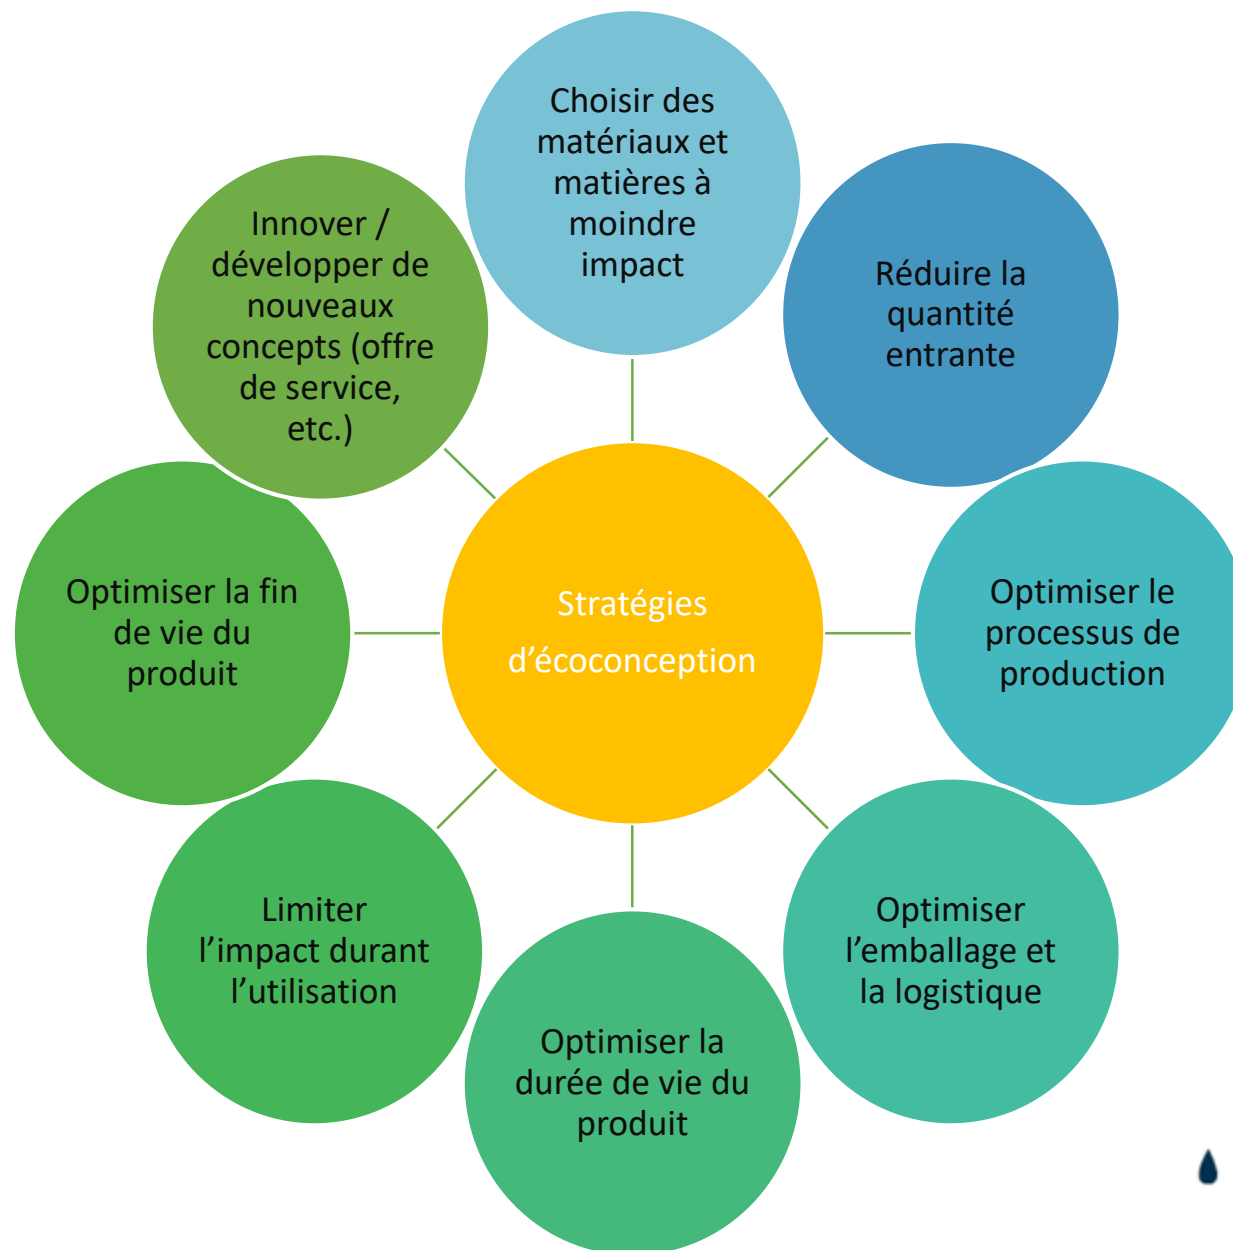 Choisir des
matériaux et
matières à
moindre
impact
Réduire la
quantité
entrante
Optimiser le
processus de
production
Optimiser
l’emballage et
la logistique
Optimiser la
durée de vie du
produit
Limiter
l’impact durant
l’utilisation
Optimiser la fin
de vie du
produit
Innover /
développer de
nouveaux
concepts (offre
de service,
etc.)
Stratégies
d’écoconception